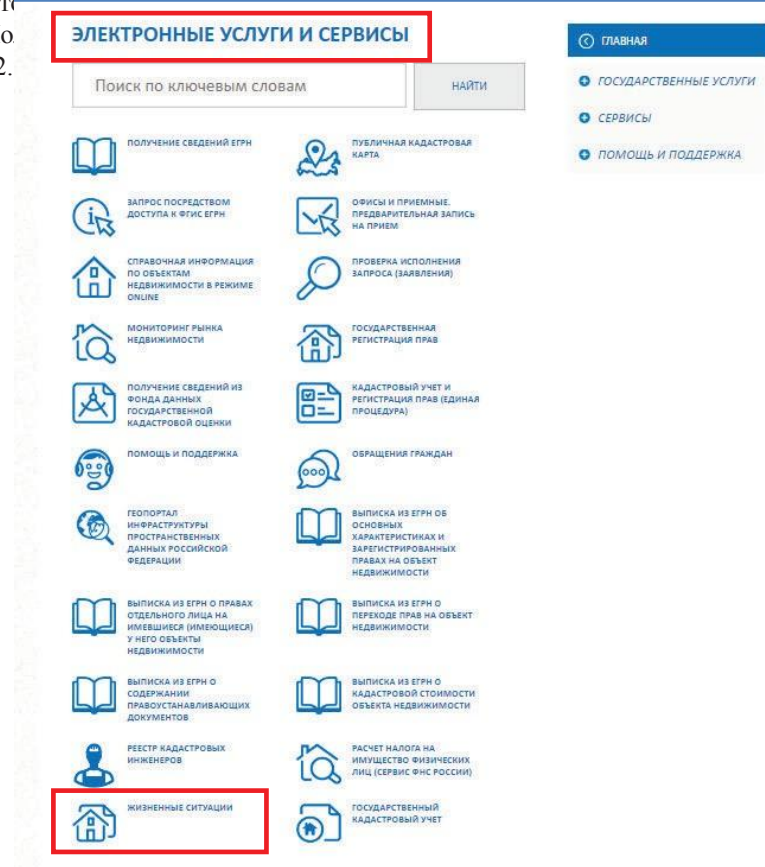 ЭЛЕКТРОННЫЕ УСЛУГИ И СЕРВИСЫ
2.
Поиск по ключевым словам
НАЙТИ
ПОЛУЧЕНИЕ СВЕДЕНИЙ ЕГРН
ПУБЛИЧНАЯ КАДАСТРОВАЯ
КАРТА
ЗАПРОС ПОСРЕДСТВОМ
ДОСТУПА К ФГИС ЕГРН
ОФИСЫ И ПРИЕМНЫЕ.
ПРЕДВАРИТЕЛЬНАЯ ЗАПИСЬ
НА ПРИЕМ
СПРАВОЧНАЯ ИНФОРМАЦИЯ
ПО ОБЪЕКТАМ
НЕДВИЖИМОСТИ В РЕЖИМЕ
ONLINE
ПРОВЕРКА ИСПОЛНЕНИЯ
ЗАПРОСА (ЗАЯВЛЕНИЯ)
МОНИТОРИНГ РЫНКА
НЕДВИЖИМОСТИ
ГОСУДАРСТВЕННАЯ
РЕГИСТРАЦИЯ ПРАВ
ПОЛУЧЕНИЕ СВЕДЕНИЙ ИЗ
ФОНДА ДАННЫХ
ГОСУДАРСТВЕННОЙ
КАДАСТРОВОЙ ОЦЕНКИ
КАДАСТРОВЫЙ УЧЕТ И
РЕГИСТРАЦИЯ ПРАВ (ЕДИНАЯ
ПРОЦЕДУРА)
ПОМОЩЬ И ПОДДЕРЖКА
ОБРАЩЕНИЯ ГРАЖДАН
ГЕОПОРТАЛ
ИНФРАСТРУКТУРЫ
ПРОСТРАНСТВЕННЫХ
ДАННЫХ РОССИЙСКОЙ
ФЕДЕРАЦИИ
ВЫПИСКА ИЗ ЕГРН ОБ
ОСНОВНЫХ
ХАРАКТЕРИСТИКАХ И
ЗАРЕГИСТРИРОВАННЫХ
ПРАВАХ НА ОБЪЕКТ
НЕДВИЖИМОСТИ
ВЫПИСКА ИЗ ЕГРН О ПРАВАХ
ОТДЕЛЬНОГО ЛИЦА НА
ИМЕВШИЕСЯ (ИМЕЮЩИЕСЯ)
У НЕГО ОБЪЕКТЫ
НЕДВИЖИМОСТИ
ВЫПИСКА ИЗ ЕГРН О
ПЕРЕХОДЕ ПРАВ НА ОБЪЕКТ
НЕДВИЖИМОСТИ
ВЫПИСКА ИЗ ЕГРН О
СОДЕРЖАНИИ
ПРАВОУСТАНАВЛИВАЮЩИХ
ДОКУМЕНТОВ
ВЫПИСКА ИЗ ЕГРН О
КАДАСТРОВОЙ СТОИМОСТИ
ОБЪЕКТА НЕДВИЖИМОСТИ
РЕЕСТР КАДАСТРОВЫХ
ИНЖЕНЕРОВ
РАСЧЕТ НАЛОГА НА
ИМУЩЕСТВО ФИЗИЧЕСКИХ
ЛИЦ (СЕРВИС ФНС РОССИИ)
ЖИЗНЕННЫЕ СИТУАЦИИ
ГОСУДАРСТВЕННЫЙ
КАДАСТРОВЫЙ УЧЕТ
ГЛАВНАЯ
ГОСУДАРСТВЕННЫЕ УСЛУГИ
СЕРВИСЫ
ПОМОЩЬ И ПОДДЕРЖКА